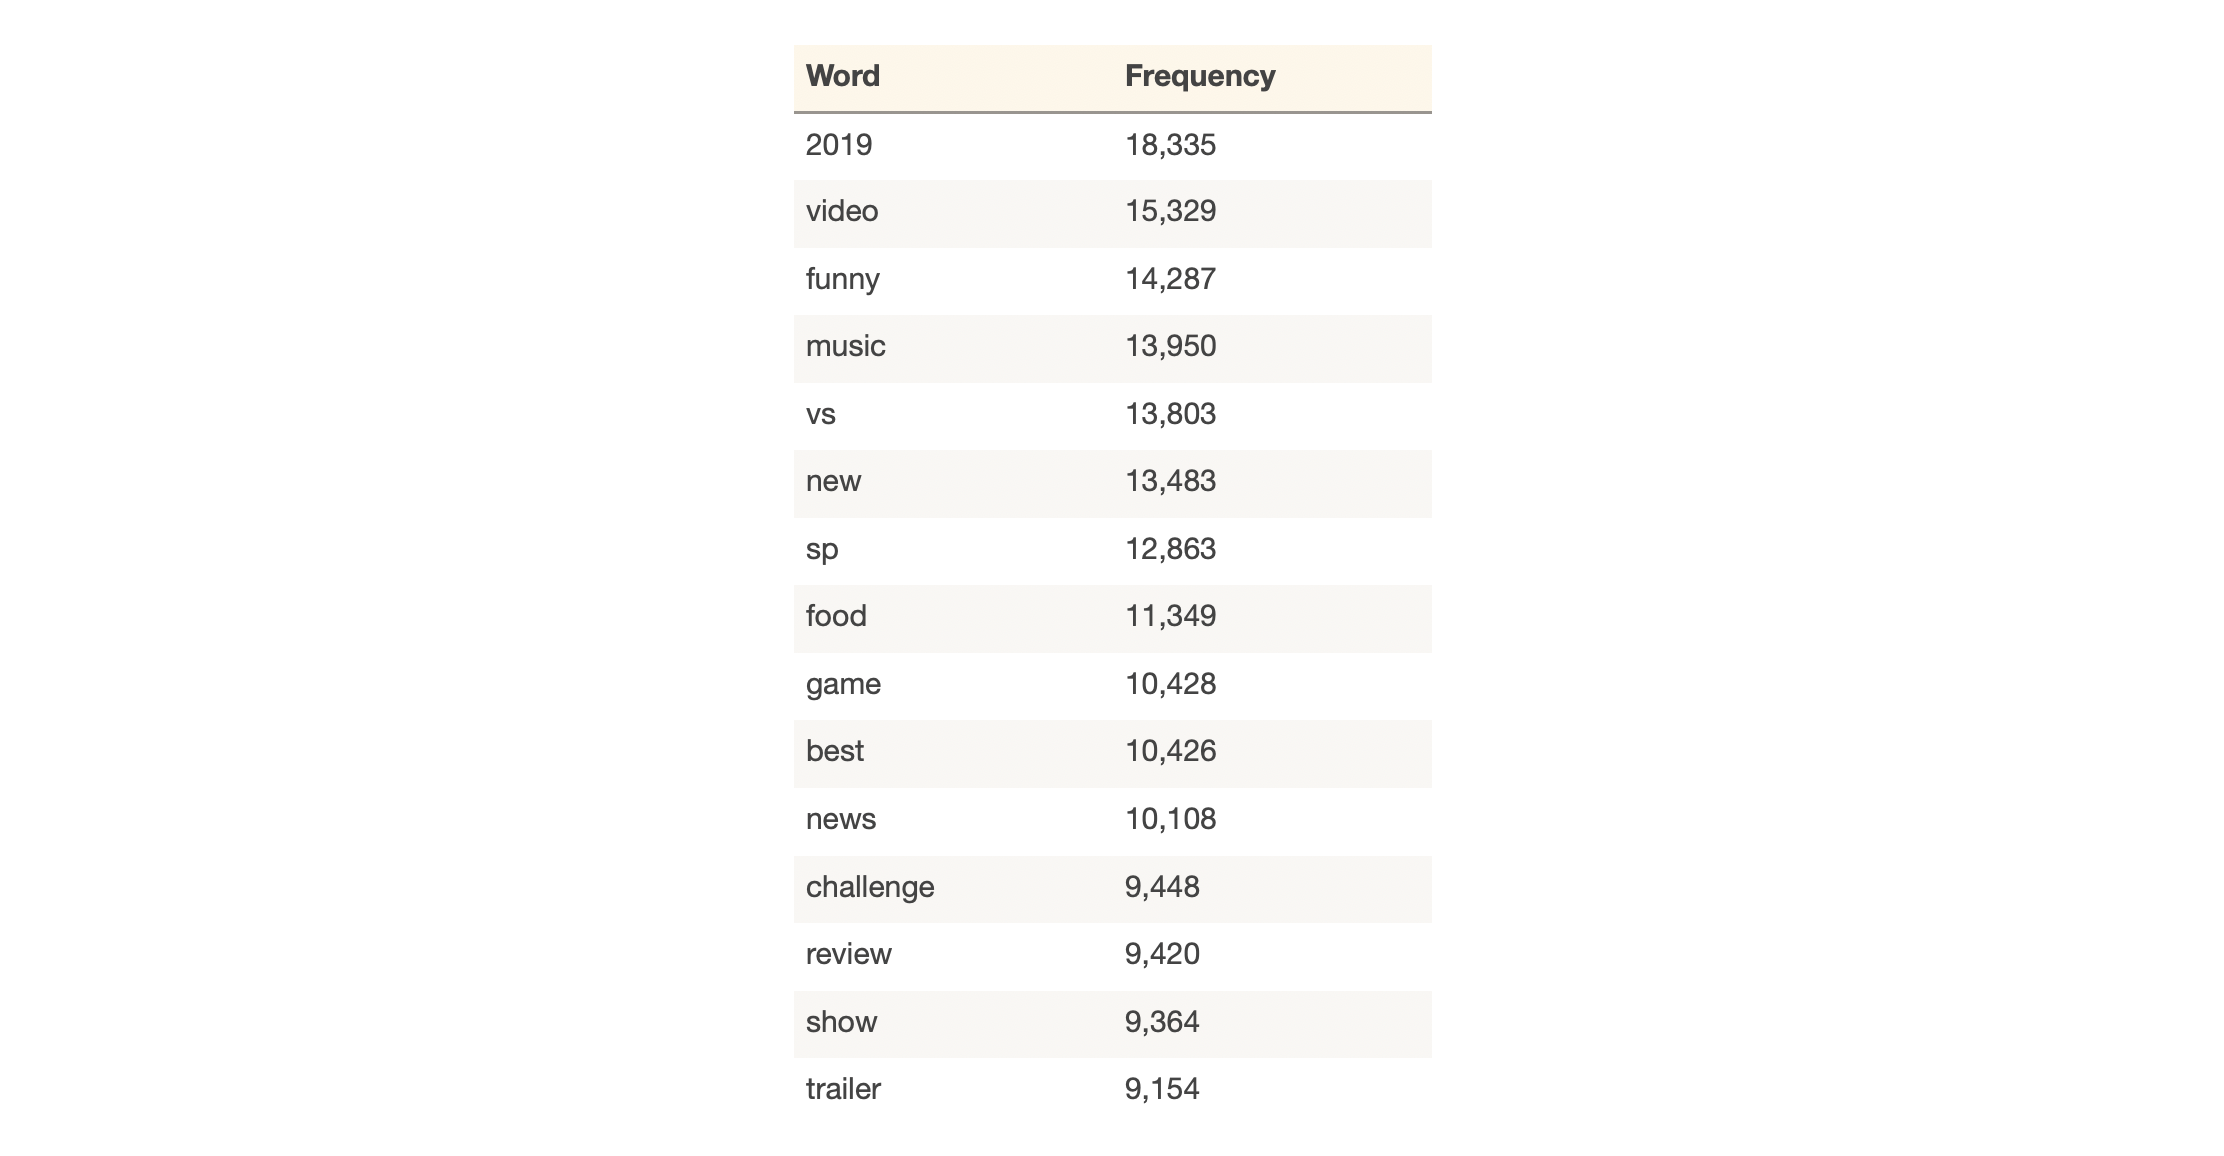 Word Frequency
2019 18,335
video 15,329
funny 14,287
music 13,950
vs 13,803
new 13,483
sp 12,863
food 11,349
game 10,428
best 10,426
news 10,108
challenge 9,448
review 9,420
show 9,364
trailer 9,154